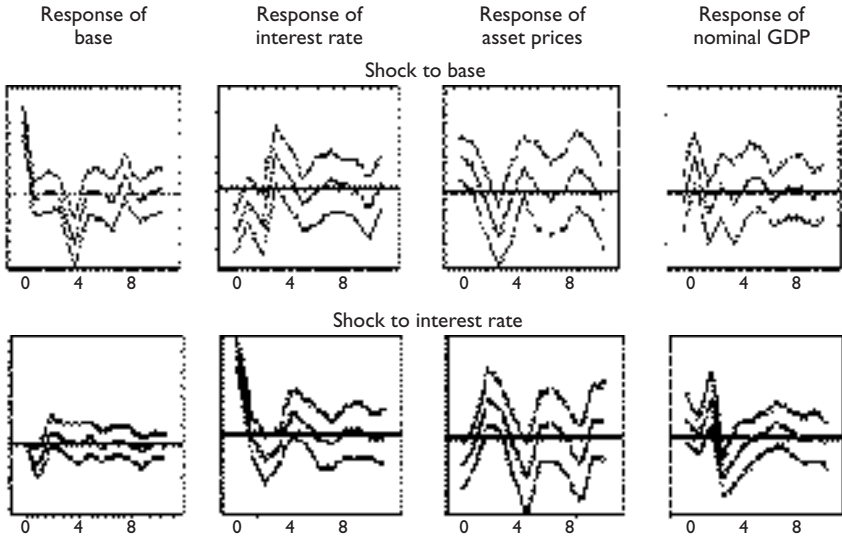 Response of base
Response of interest rate
Response of asset prices
Response of nominal GDP
Shock to base
0 4 8
0 4 8
0 4 8
0 4 8
Shock to interest rate
0 4 8
0 4 8
0 4 8
0 4 8